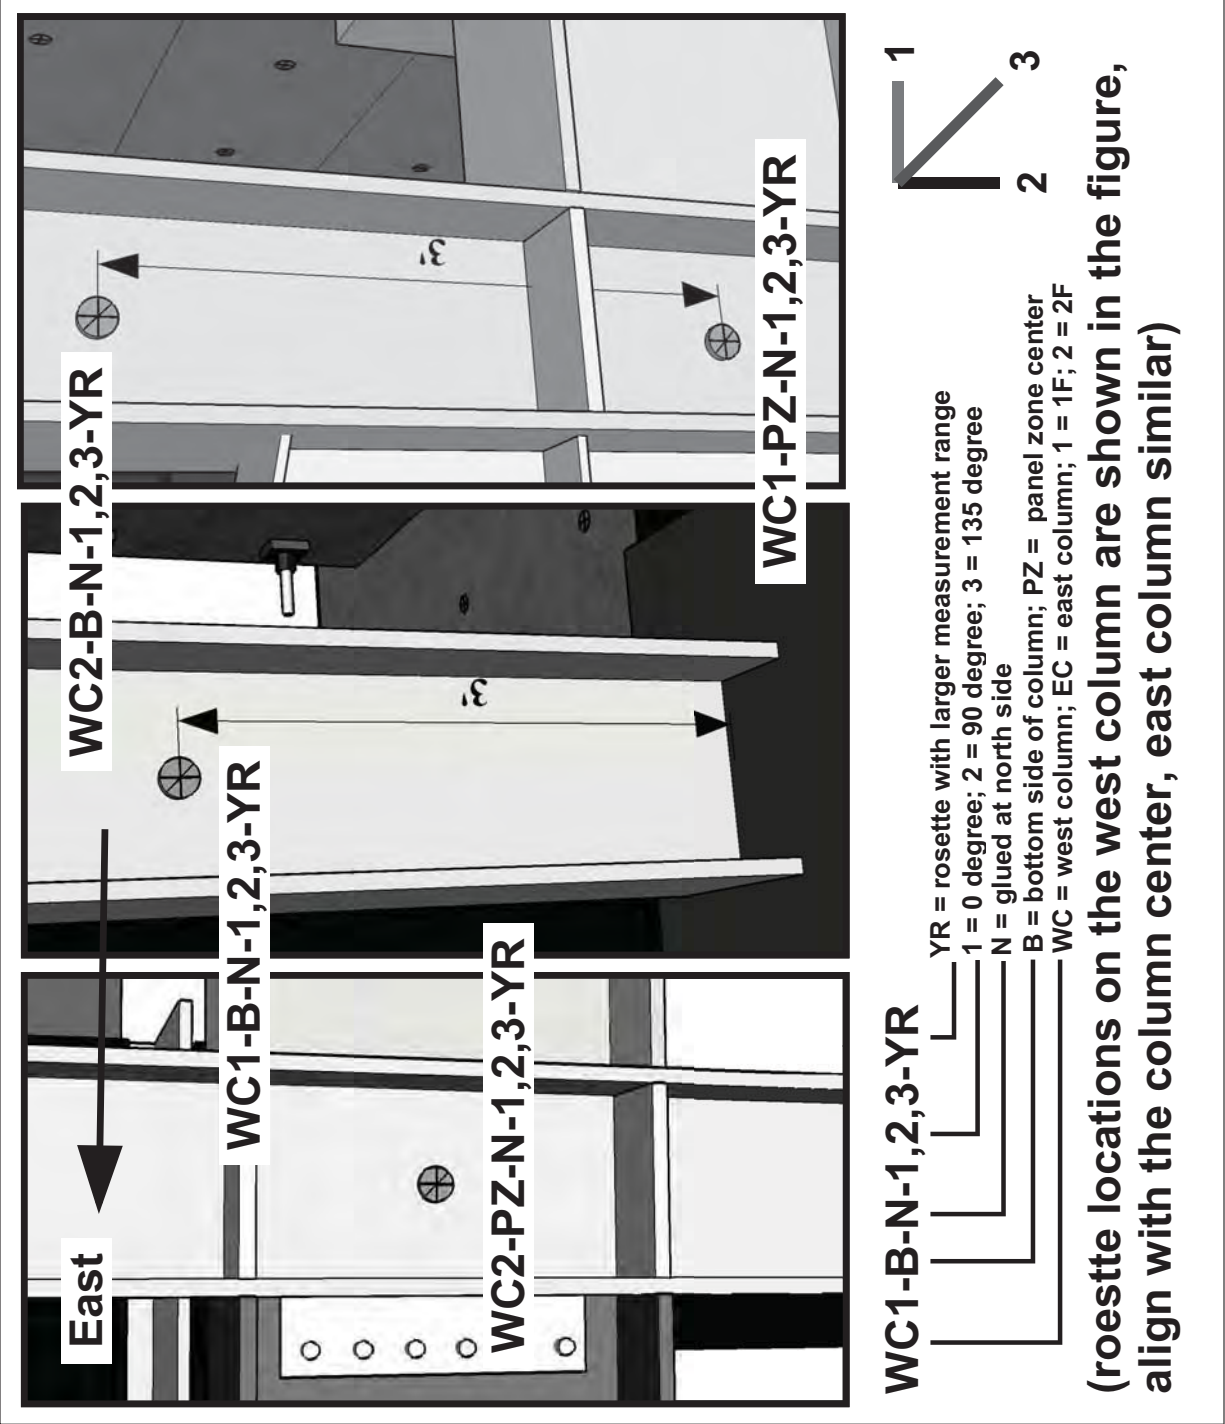 East
WC2-B-N-1,2,3-YR
WC1-B-N-1,2,3-YR
WC2-PZ-N-1,2,3-YR
3'
3'
WC1-PZ-N-1,2,3-YR
WC1-B-N-1,2,3-YR
YR = rosette with larger measurement range
1 = 0 degree; 2 = 90 degree; 3 = 135 degree
N = glued at north side
B = bottom side of column; PZ = panel zone center
WC = west column; EC = east column; 1 = 1F; 2 = 2F
1
2
3
(roestte locations on the west column are shown in the figure,
align with the column center, east column similar)